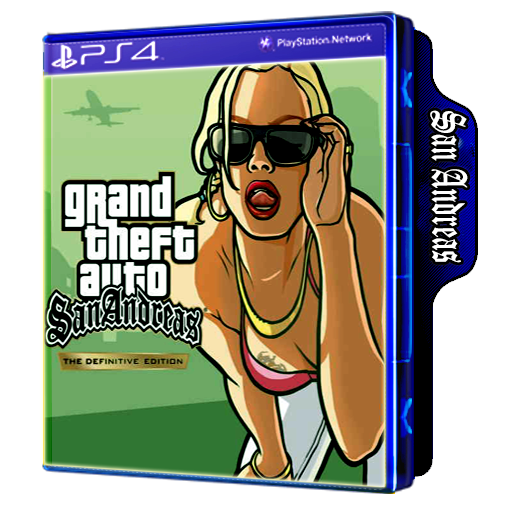 PS4
PlayStation Network
grand
theft
auto
San Andreas
THE DEFINITIVE EDITION
San Andreas